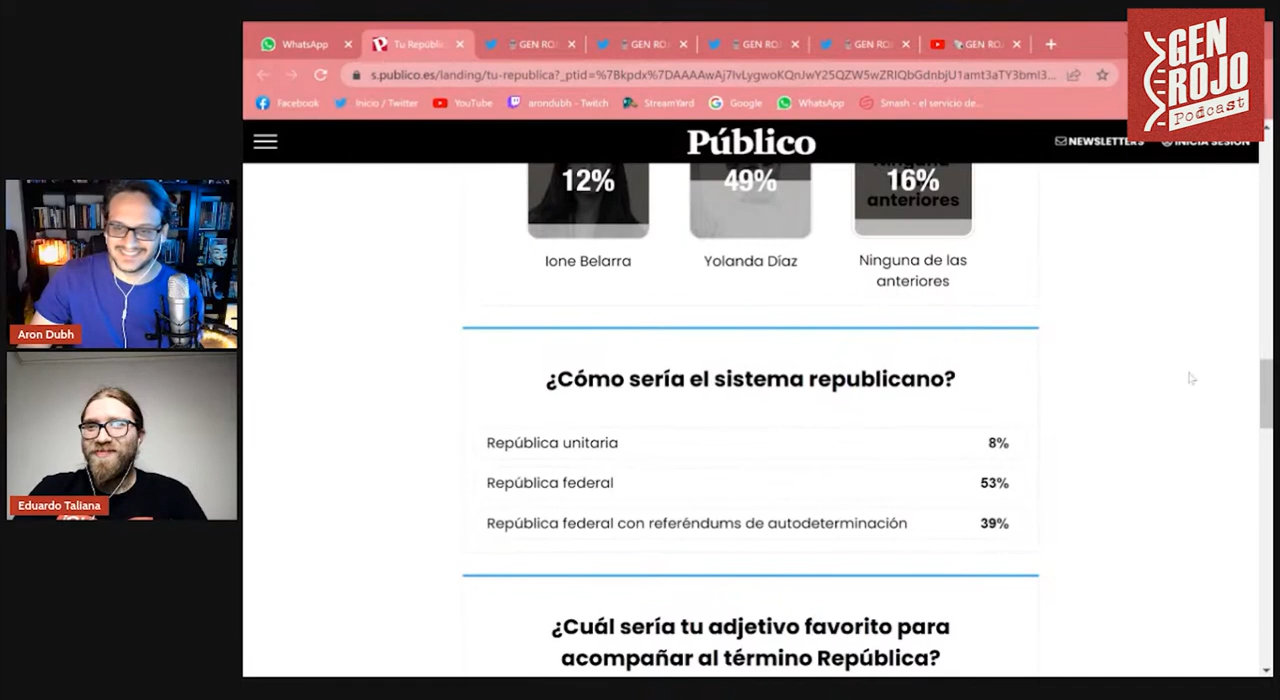 WhatsApp
Tu Repúblic
GEN RO
GEN RO
GEN RO
GEN RO
GEN RO
GEN
ROJO
Podcast
s.publico.es/landing/tu-republica?_ptid=%7Bkpdx%7DAAAAwAj7IvLygwoKQnJwY25QZW5wZRIQbGdnbjU1amt3aTY3bmI3...
Facebook
Inicio / Twitter
YouTube
arondubh - Twitch
StreamYard
Google
WhatsApp
Smash - el servicio de...
Público
NEWSLETTERS
INICIA SESIÓN
12%
49%
Ninguna
16%
anteriores
Ione Belarra
Yolanda Díaz
Ninguna de las
anteriores
Aron Dubh
Eduardo Taliana
¿Cómo sería el sistema republicano?
República unitaria 8%
República federal 53%
República federal con referéndums de autodeterminación 39%
¿Cuál sería tu adjetivo favorito para
acompañar al término República?